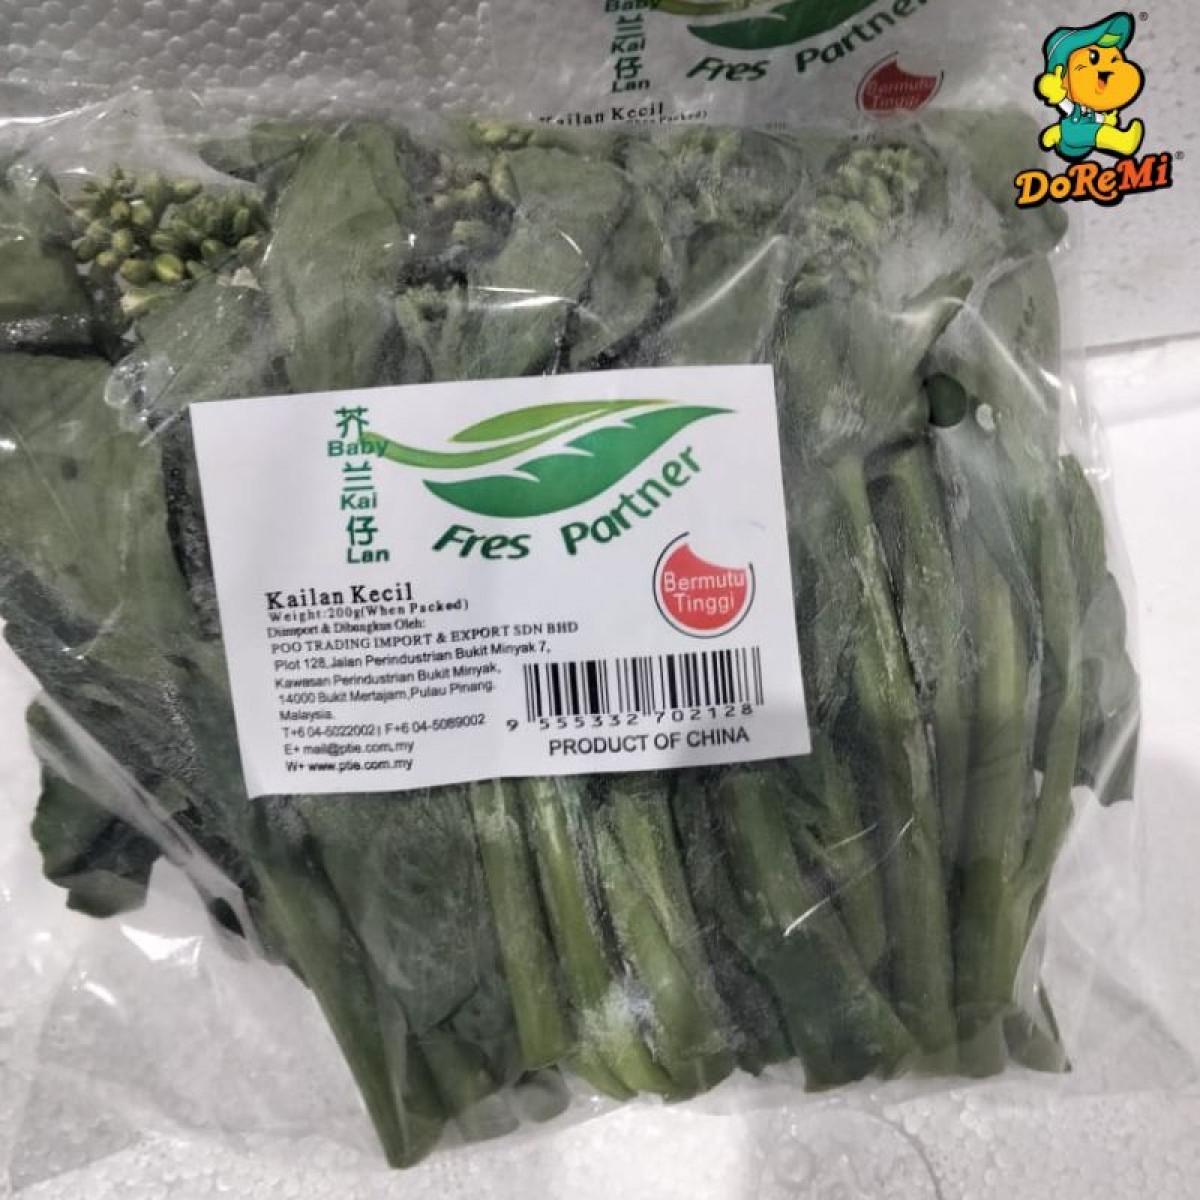 Baby
兰
Kai
仔
Lan
Fres Partner
Bermutu
Tinggi
Kailan Kecil
DoReMi
芥
Baby
兰
Kai
仔
Lan
Fres Partner
Bermutu
Tinggi
Kailan Kecil
Weight:200g(When Packed)
Diimport & Dibungkus Oleh:
POO TRADING IMPORT & EXPORT SDN BHD
Plot 128,Jalan Perindustrian Bukit Minyak 7,
Kawasan Perindustrian Bukit Minyak,
14000 Bukit Mertajam,Pulau Pinang.
Malaysia.
T+6 04-5022002 | F+6 04-5089002
E+ mail@ptie.com.my
W+ www.ptie.com.my
9 555332 702128
PRODUCT OF CHINA